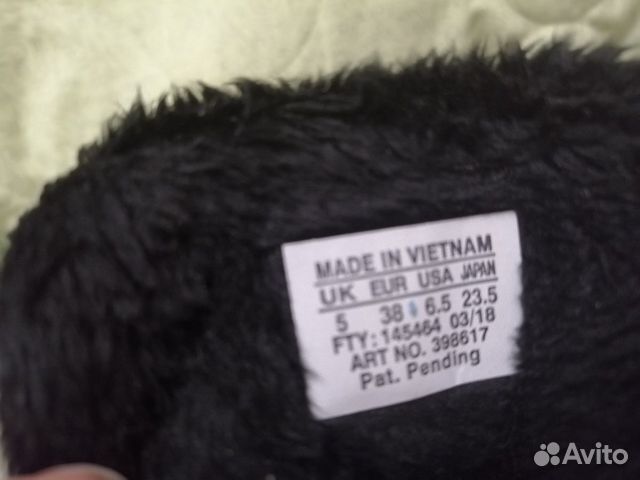 MADE IN VIETNAM
UK EUR USA JAPAN
5 38 6.5 23.5
FTY: 145464 03/18
ART NO. 398617
Pat. Pending
Avito